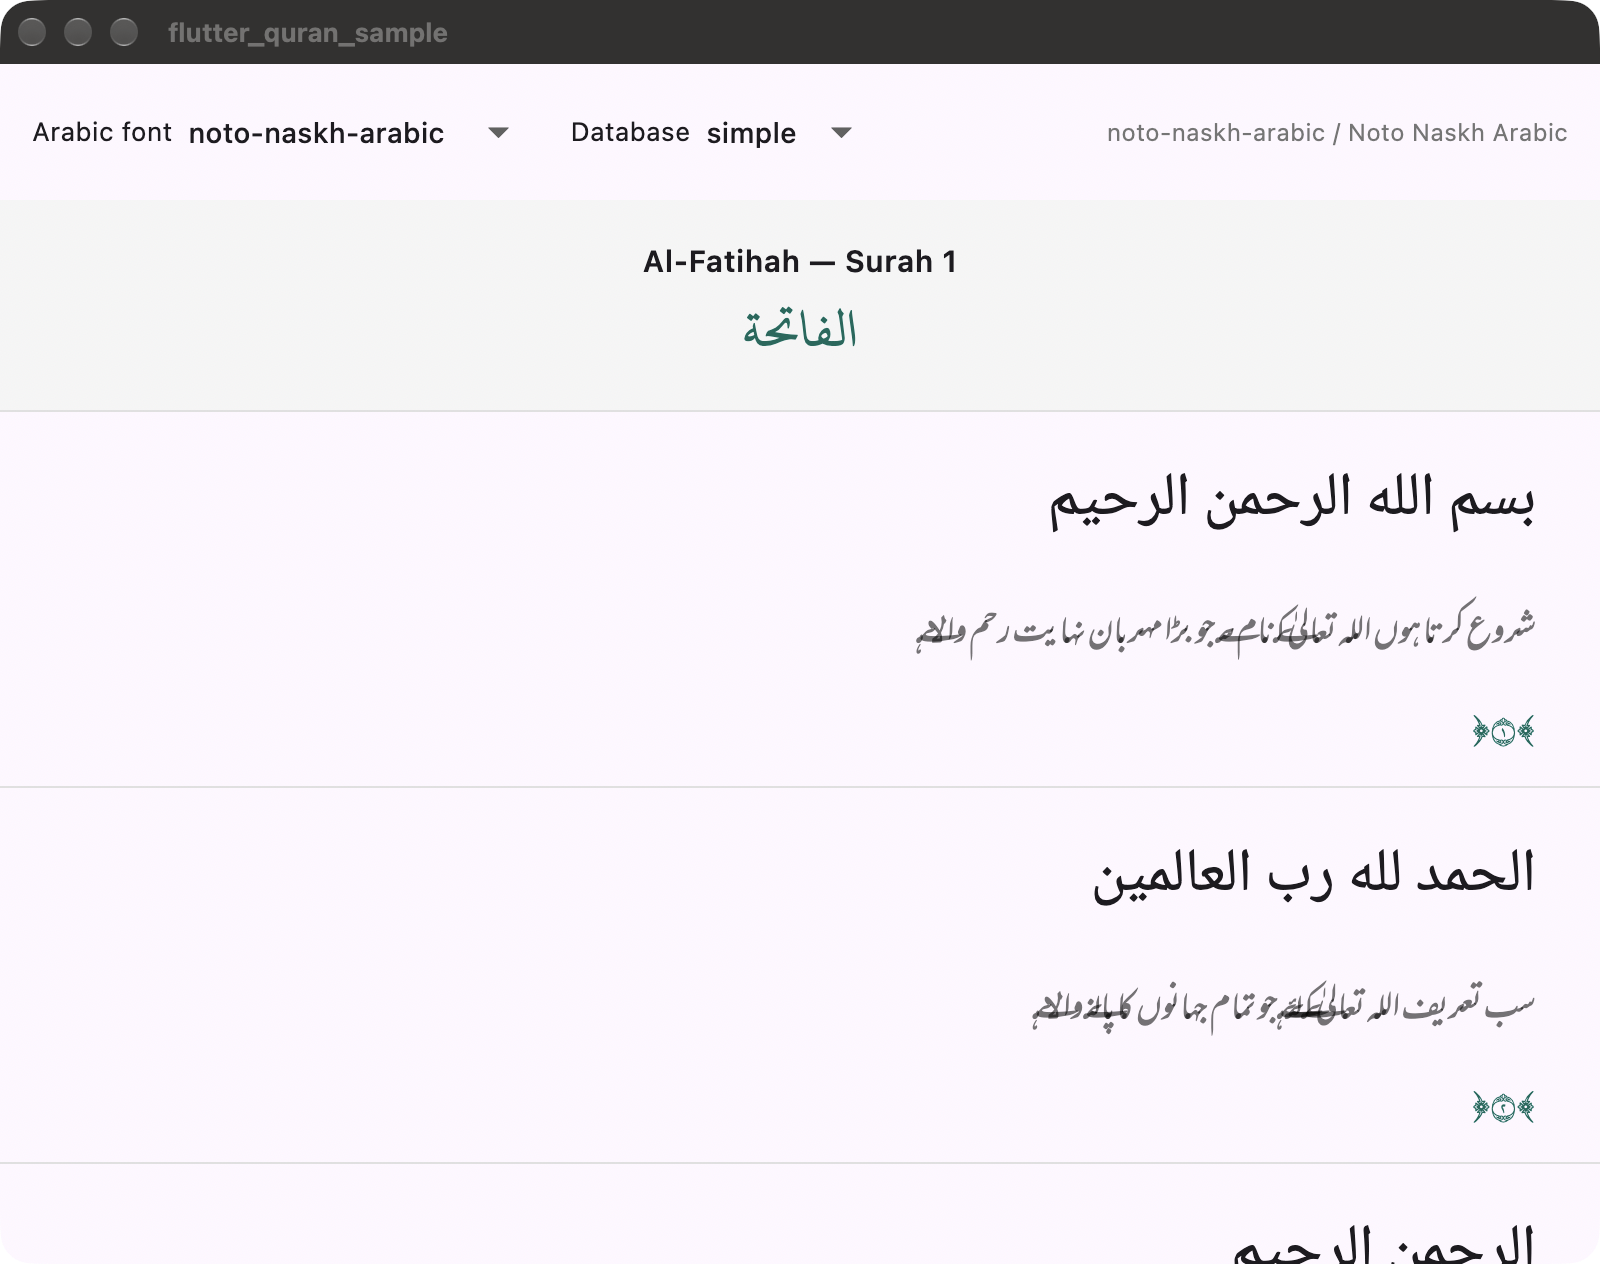 flutter_quran_sample
Arabic font noto-naskh-arabic Database simple noto-naskh-arabic / Noto Naskh Arabic
Al-Fatihah — Surah 1
الفاتحة
بسم الله الرحمن الرحيم
شروع کرتا ہوں اللہ تعالیٰ کے نام سے جو بڑا مہربان نہایت رحم والا ہے
﴿١﴾
الحمد لله رب العالمين
سب تعریف اللہ تعالیٰ کے لئے ہے جو تمام جہانوں کا پالنے والا ہے
﴿٢﴾
الرحمن الرحيم